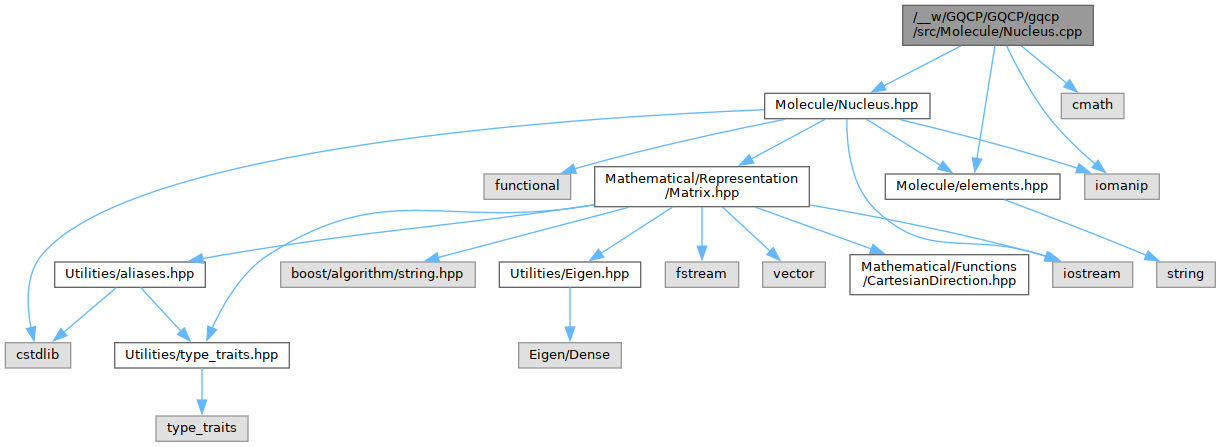 /__w/GQCP/GQCP/gqcp
/src/Molecule/Nucleus.cpp
Molecule/Nucleus.hpp
cmath
functional
Mathematical/Representation
/Matrix.hpp
Molecule/elements.hpp
iomanip
Utilities/aliases.hpp
boost/algorithm/string.hpp
Utilities/Eigen.hpp
fstream
vector
Mathematical/Functions
/CartesianDirection.hpp
iostream
string
cstdlib
Utilities/type_traits.hpp
Eigen/Dense
type_traits